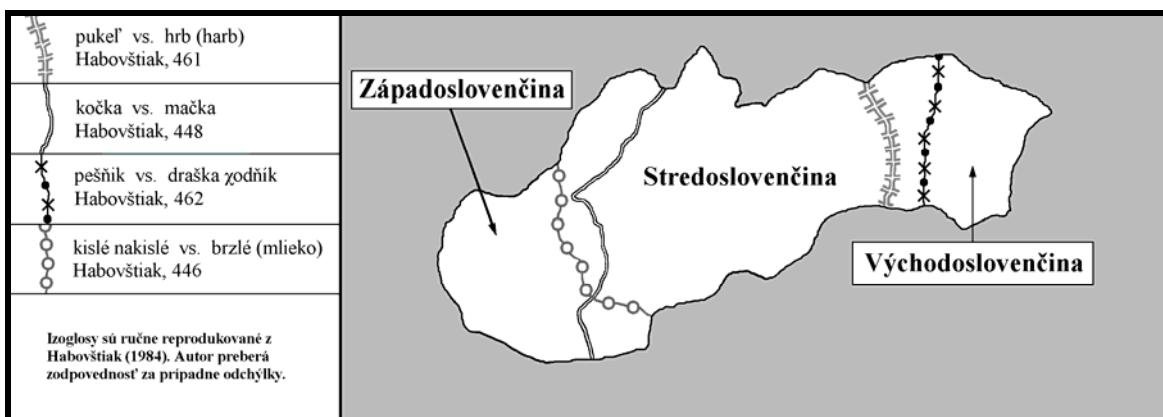 pukeľ vs. hrb (harb)
Habovštiak, 461
kočka vs. mačka
Habovštiak, 448
pešňik vs. draška χodňík
Habovštiak, 462
kislé nakislé vs. brzlé (mlieko)
Habovštiak, 446
Izoglosy sú ručne reprodukované z
Habovštiak (1984). Autor preberá
zodpovednosť za prípadne odchýlky.
Západoslovenčina
Stredoslovenčina
Východoslovenčina